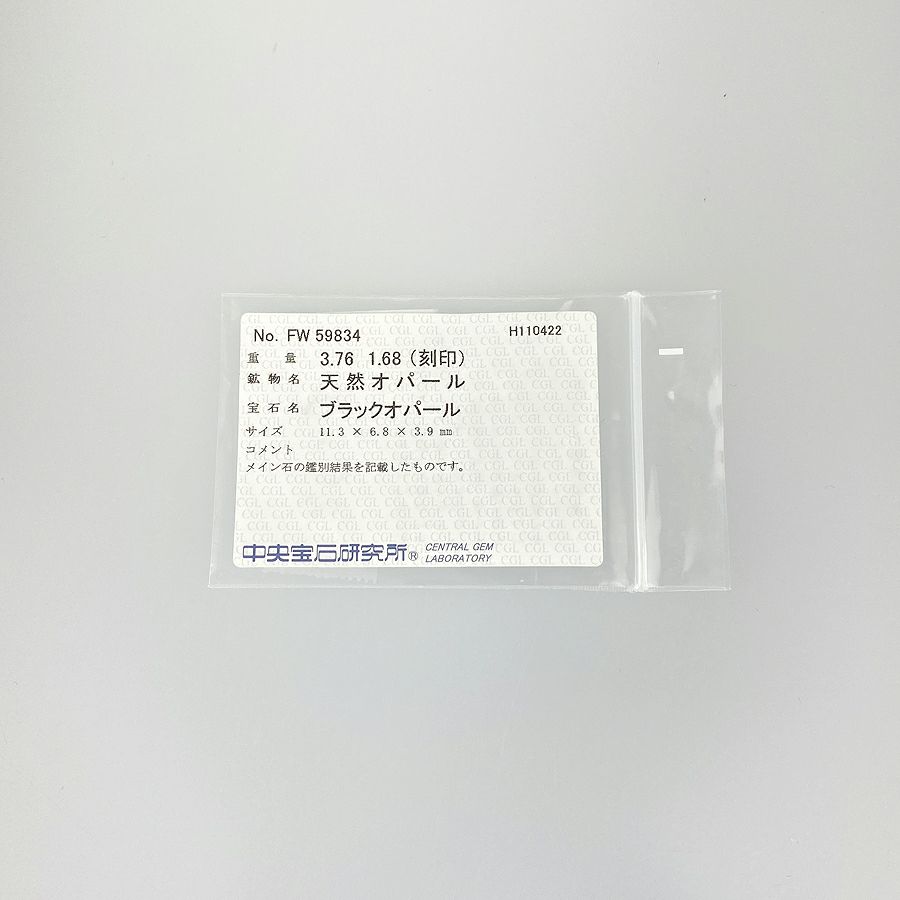 No. FW 59834 H110422
重量 3.76 1.68 (刻印)
鉱物名 天然オパール
宝石名 ブラックオパール
サイズ 11.3 × 6.8 × 3.9 mm
コメント
メイン石の鑑別結果を記載したものです。
中央宝石研究所® CENTRAL GEM
LABORATORY